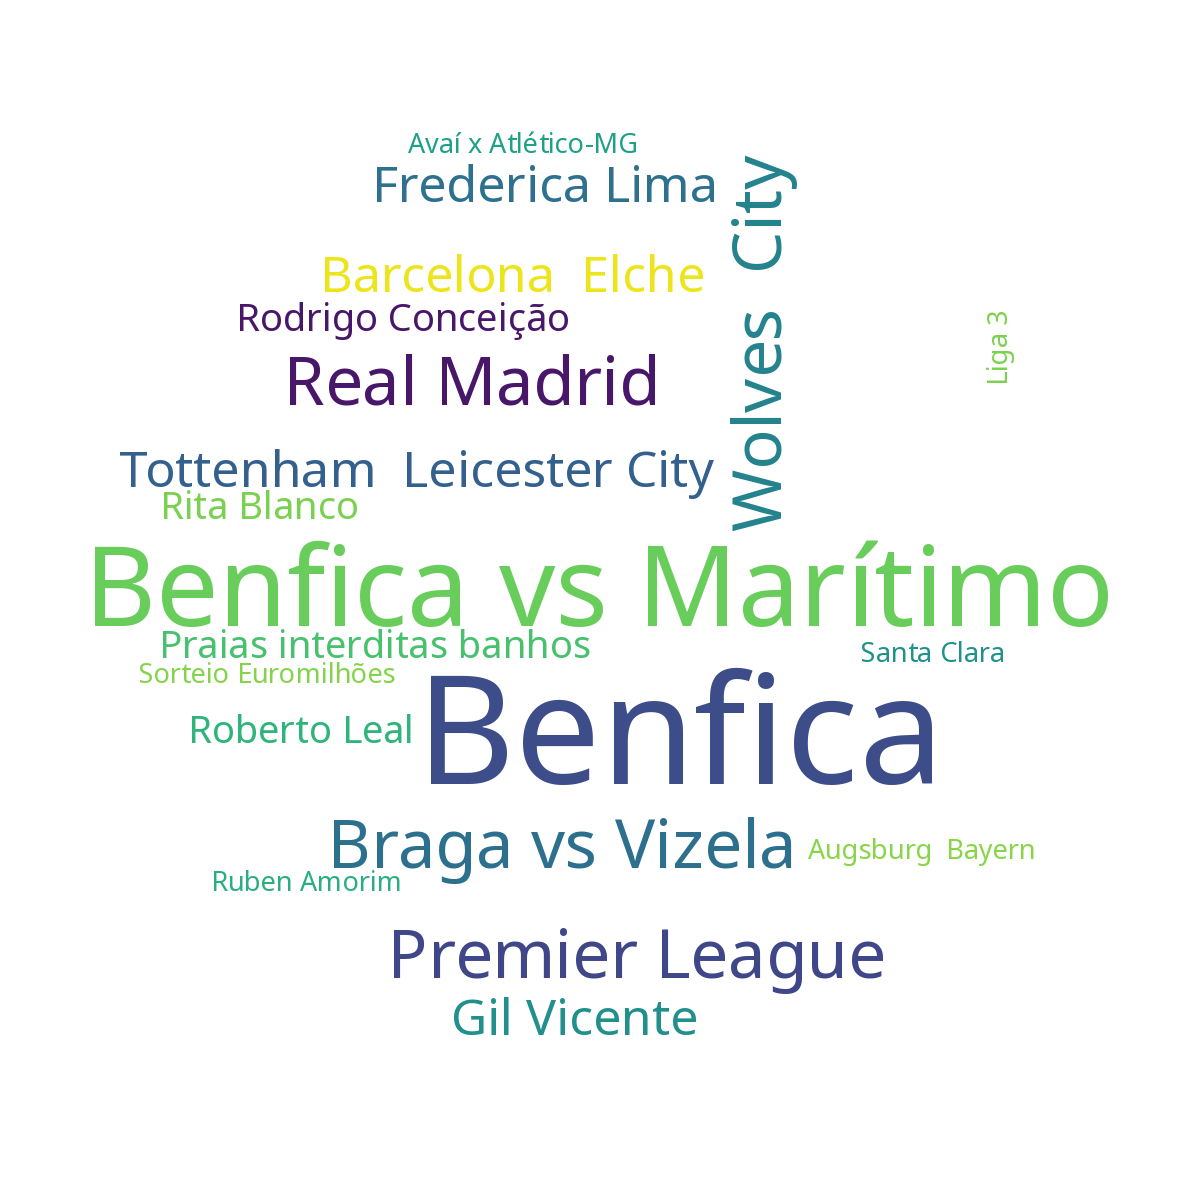 Avaí x Atlético-MG
Frederica Lima
Wolves  City
Barcelona  Elche
Rodrigo Conceição
Liga 3
Real Madrid
Tottenham  Leicester City
Rita Blanco
Benfica vs Marítimo
Praias interditas banhos
Santa Clara
Sorteio Euromilhões
Benfica
Roberto Leal
Braga vs Vizela
Augsburg  Bayern
Ruben Amorim
Premier League
Gil Vicente